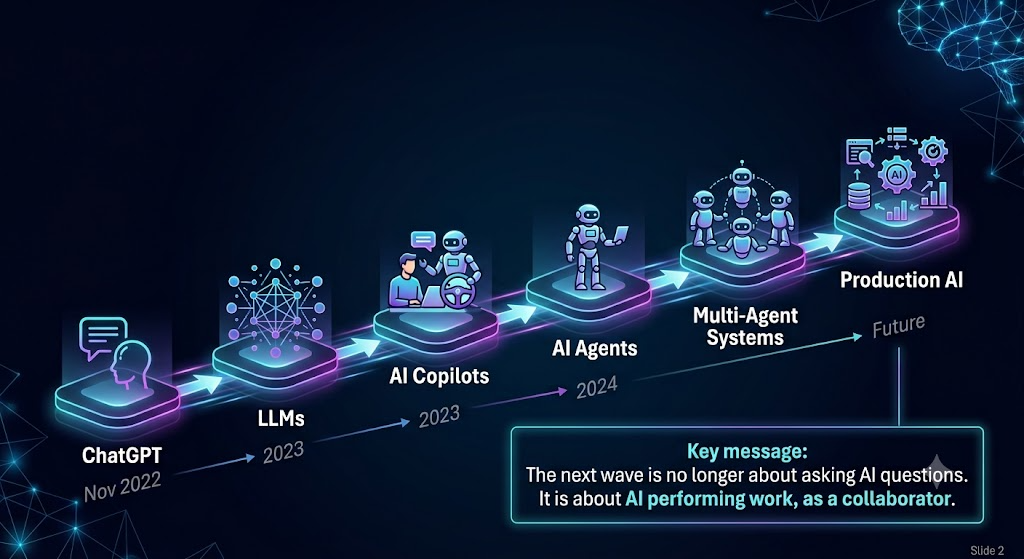 AI
Production AI
Multi-Agent
Systems
Future
AI Agents
2024
AI Copilots
2023
LLMs
2023
ChatGPT
Nov 2022
Key message:
The next wave is no longer about asking AI questions.
It is about AI performing work, as a collaborator.
Slide 2